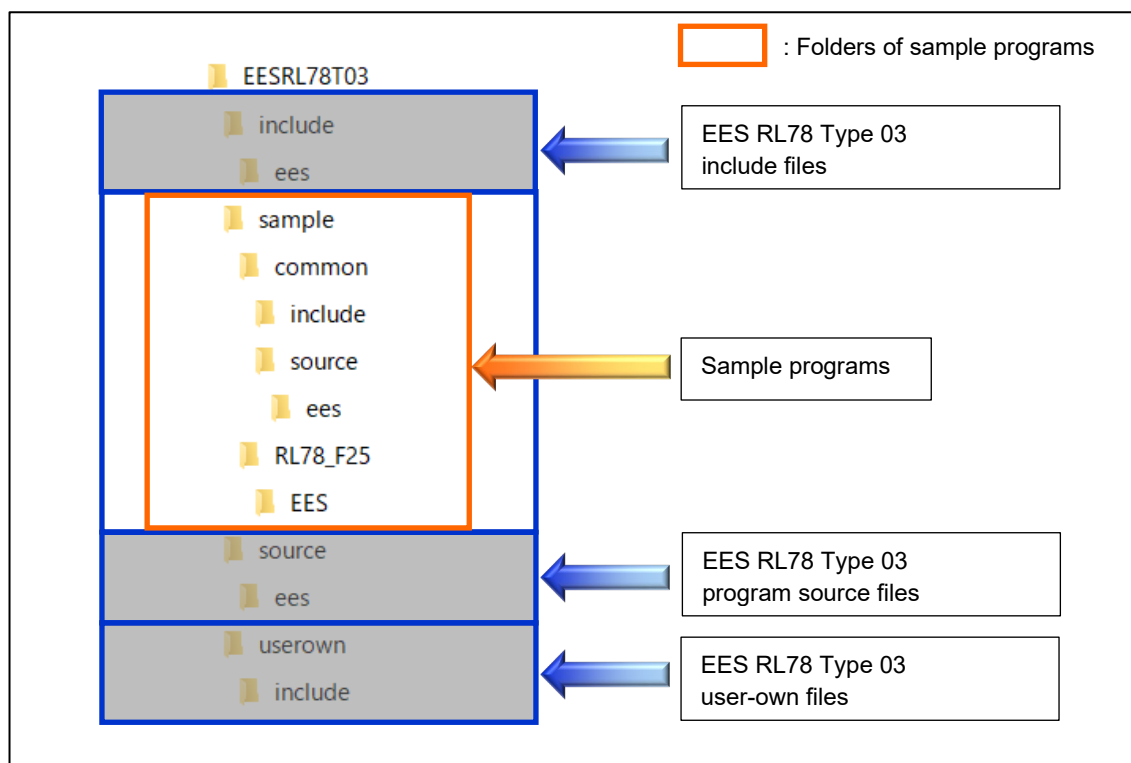 : Folders of sample programs
EESRL78T03
include
ees
EES RL78 Type 03
include files
sample
common
include
source
ees
RL78_F25
EES
Sample programs
source
ees
EES RL78 Type 03
program source files
userown
include
EES RL78 Type 03
user-own files